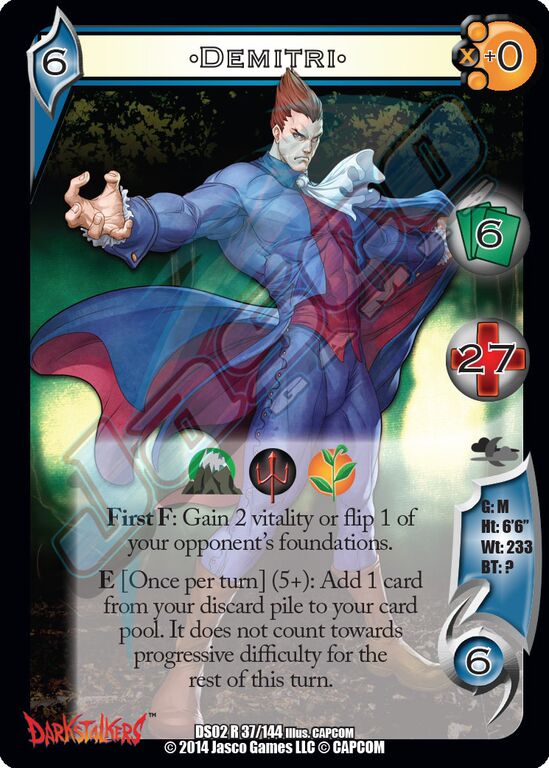 6
·DEMITRI·
X +0
6
27
First F: Gain 2 vitality or flip 1 of
your opponent's foundations.
E [Once per turn] (5+): Add 1 card
from your discard pile to your card
pool. It does not count towards
progressive difficulty for the
rest of this turn.
G: M
Ht: 6'6"
Wt: 233
BT: ?
6
DARKSTALKERS™
DS02 R 37/144 Illus. CAPCOM
© 2014 Jasco Games LLC © CAPCOM
JASCO
GAMES